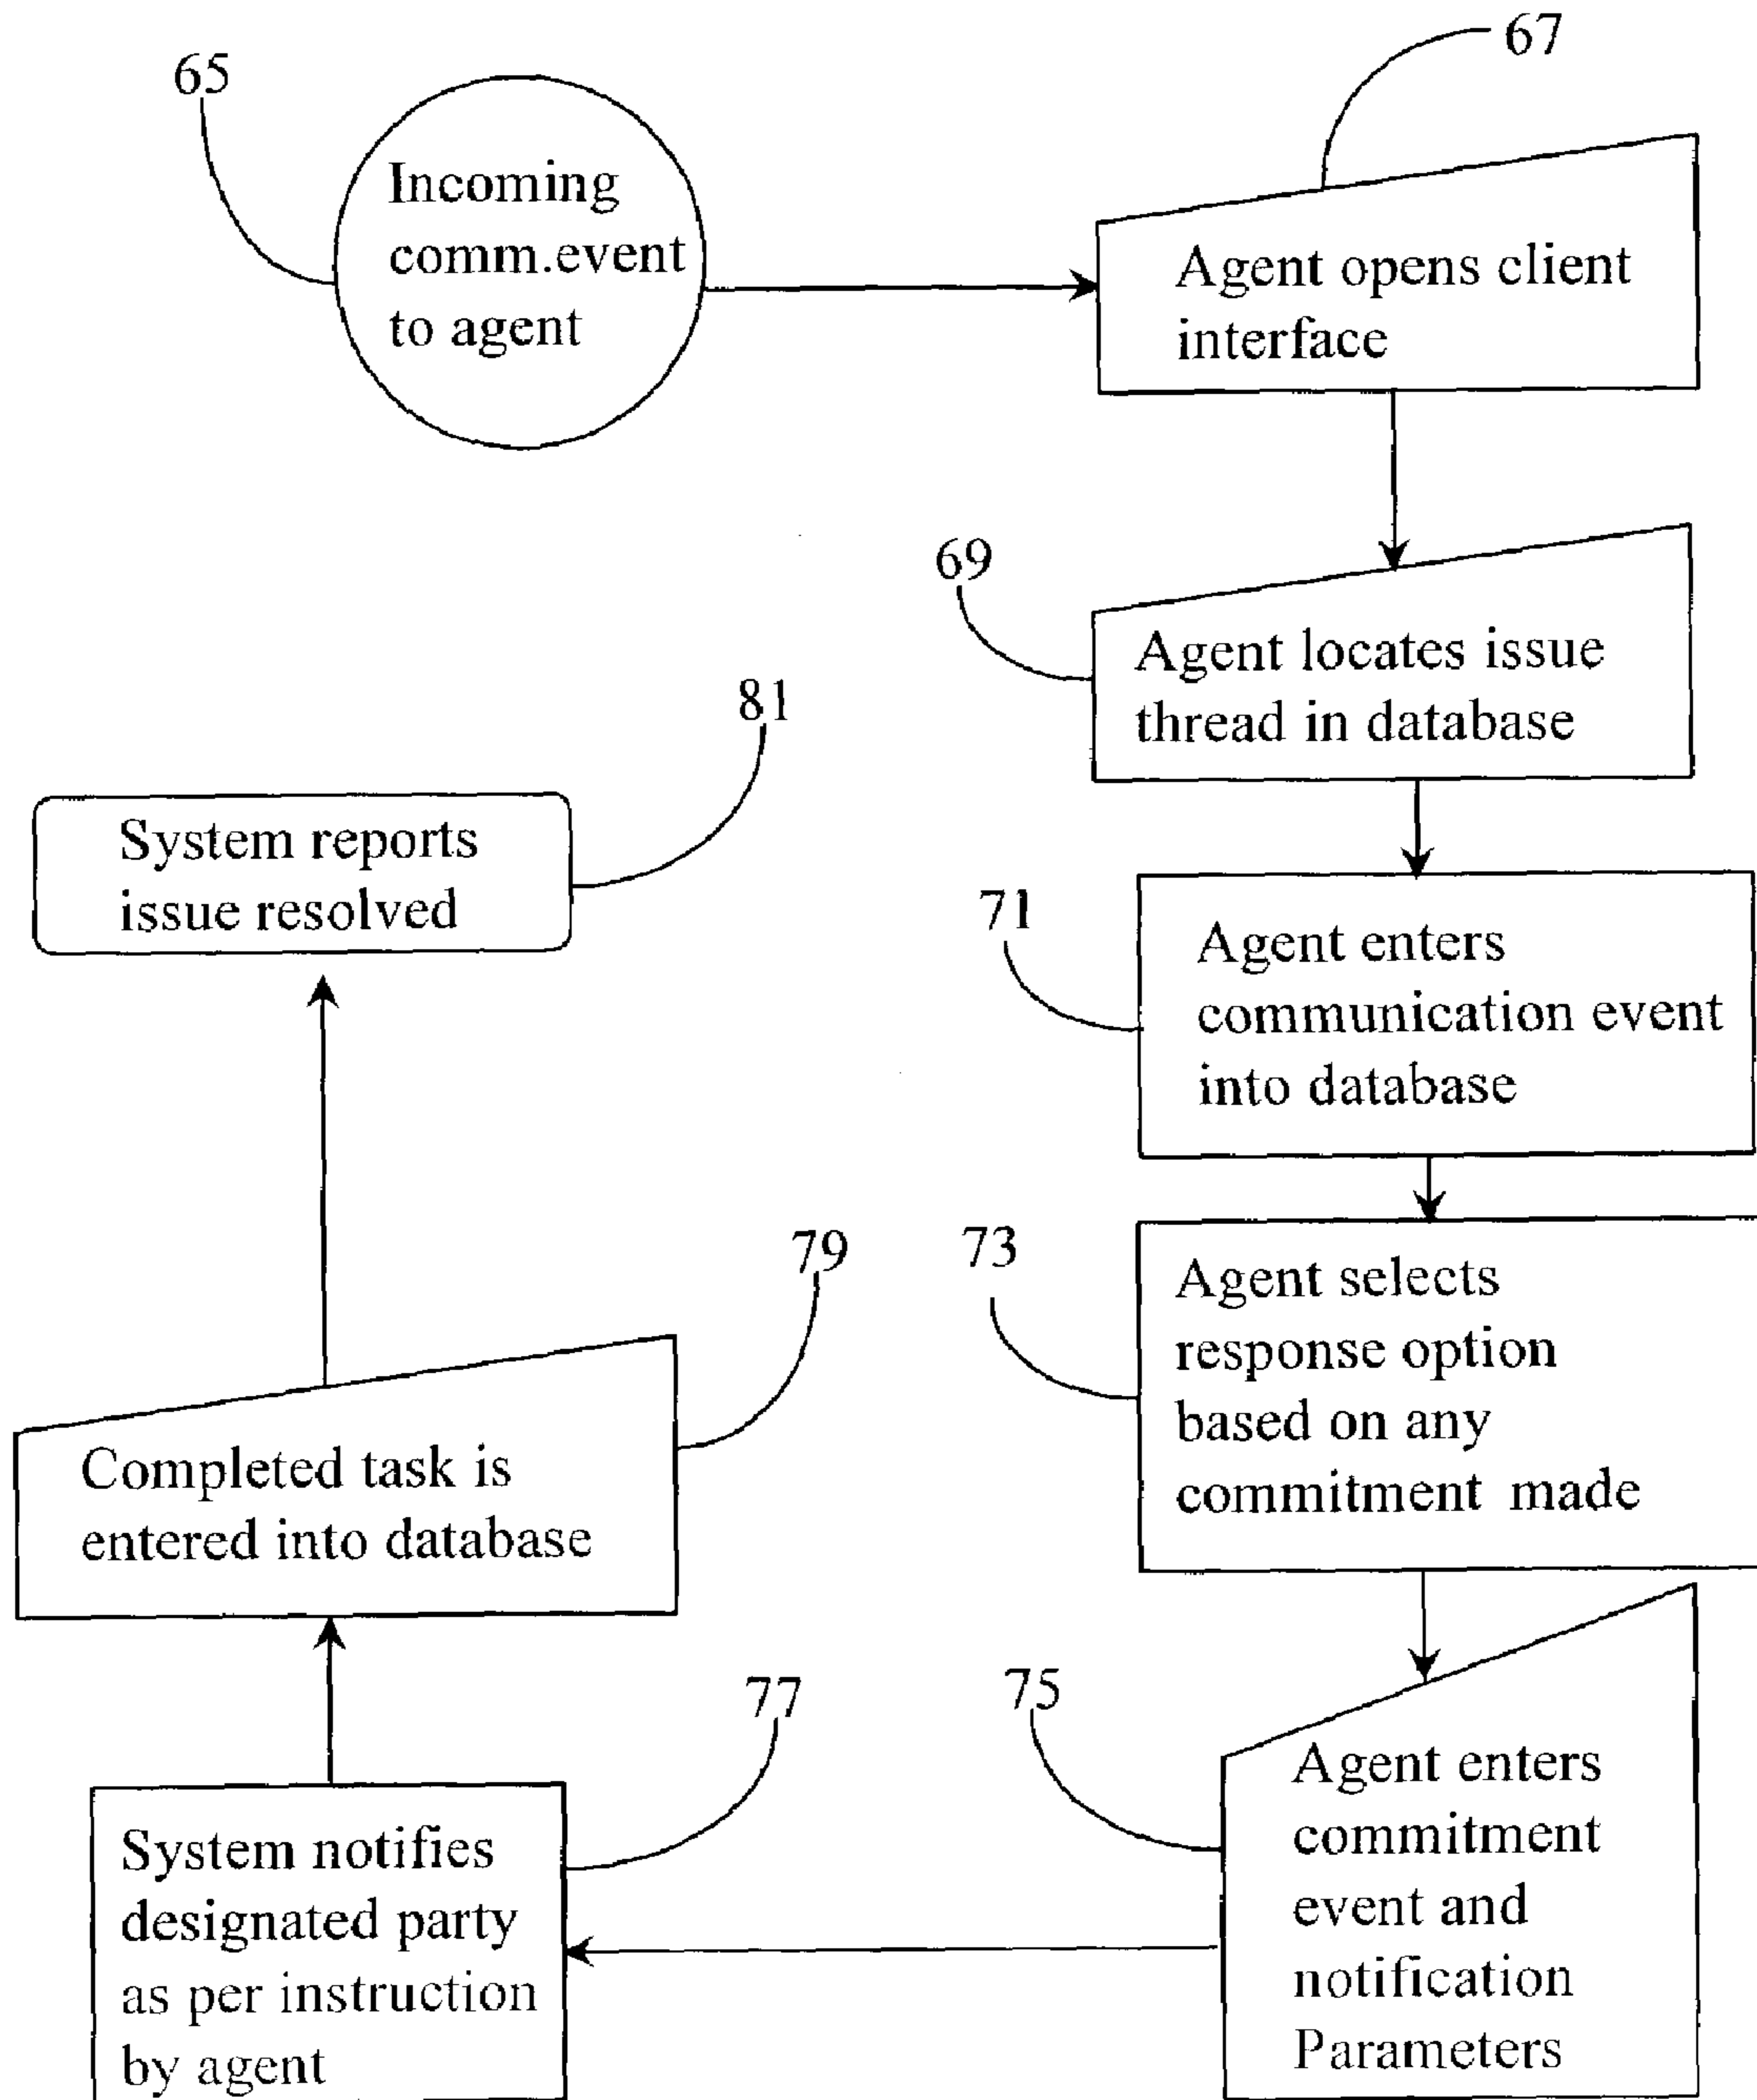 65
Incoming
comm.event
to agent
67
Agent opens client
interface
69
Agent locates issue
thread in database
71
Agent enters
communication event
into database
73
Agent selects
response option
based on any
commitment made
75
Agent enters
commitment
event and
notification
Parameters
77
System notifies
designated party
as per instruction
by agent
79
Completed task is
entered into database
81
System reports
issue resolved